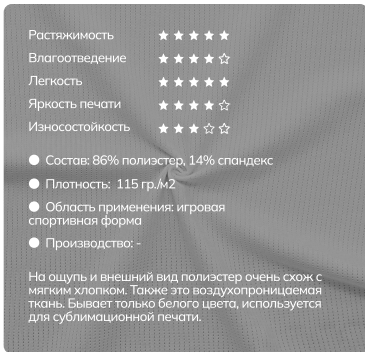 Растяжимость ★★★★★
Влагоотведение ★★★★☆
Легкость ★★★★★
Яркость печати ★★★★☆
Износостойкость ★★★☆☆
● Состав: 86% полиэстер, 14% спандекс
● Плотность: 115 гр./м2
● Область применения: игровая
спортивная форма
● Производство: -
На ощупь и внешний вид полиэстер очень схож с
мягким хлопком. Также это воздухопроницаемая
ткань. Бывает только белого цвета, используется
для сублимационной печати.